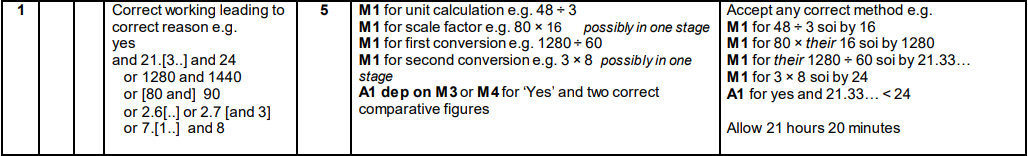 1
Correct working leading to
correct reason e.g.
yes
and 21.[3..] and 24
or 1280 and 1440
or [80 and] 90
or 2.6[..] or 2.7 [and 3]
or 7.[1..] and 8
5
M1 for unit calculation e.g. 48 ÷ 3
M1 for scale factor e.g. 80 × 16 possibly in one stage
M1 for first conversion e.g. 1280 ÷ 60
M1 for second conversion e.g. 3 × 8 possibly in one
stage
A1 dep on M3 or M4 for ‘Yes’ and two correct
comparative figures
Accept any correct method e.g.
M1 for 48 ÷ 3 soi by 16
M1 for 80 × their 16 soi by 1280
M1 for their 1280 ÷ 60 soi by 21.33…
M1 for 3 × 8 soi by 24
A1 for yes and 21.33… < 24
Allow 21 hours 20 minutes